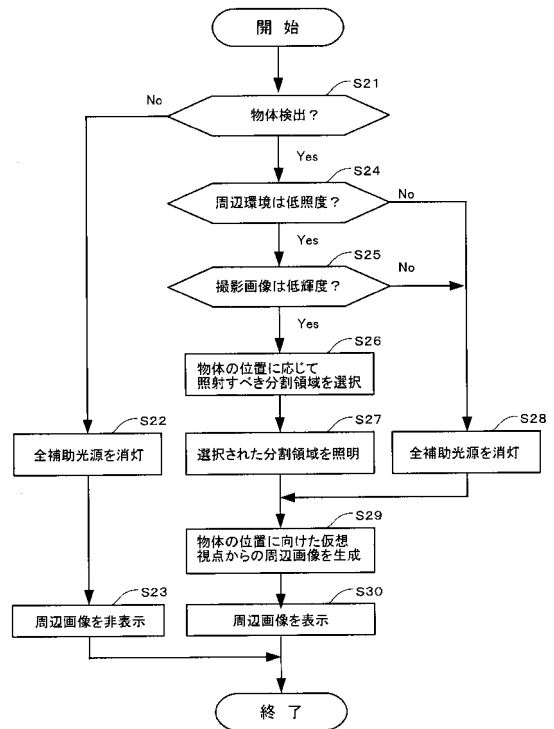 開 始
S21
No
物体検出？
Yes
S24
No
周辺環境は低照度？
Yes
S25
No
撮影画像は低輝度？
Yes
S26
物体の位置に応じて
照射すべき分割領域を選択
S22
S27
S28
全補助光源を消灯
選択された分割領域を照明
全補助光源を消灯
S29
物体の位置に向けた仮想
視点からの周辺画像を生成
S23
S30
周辺画像を非表示
周辺画像を表示
終 了